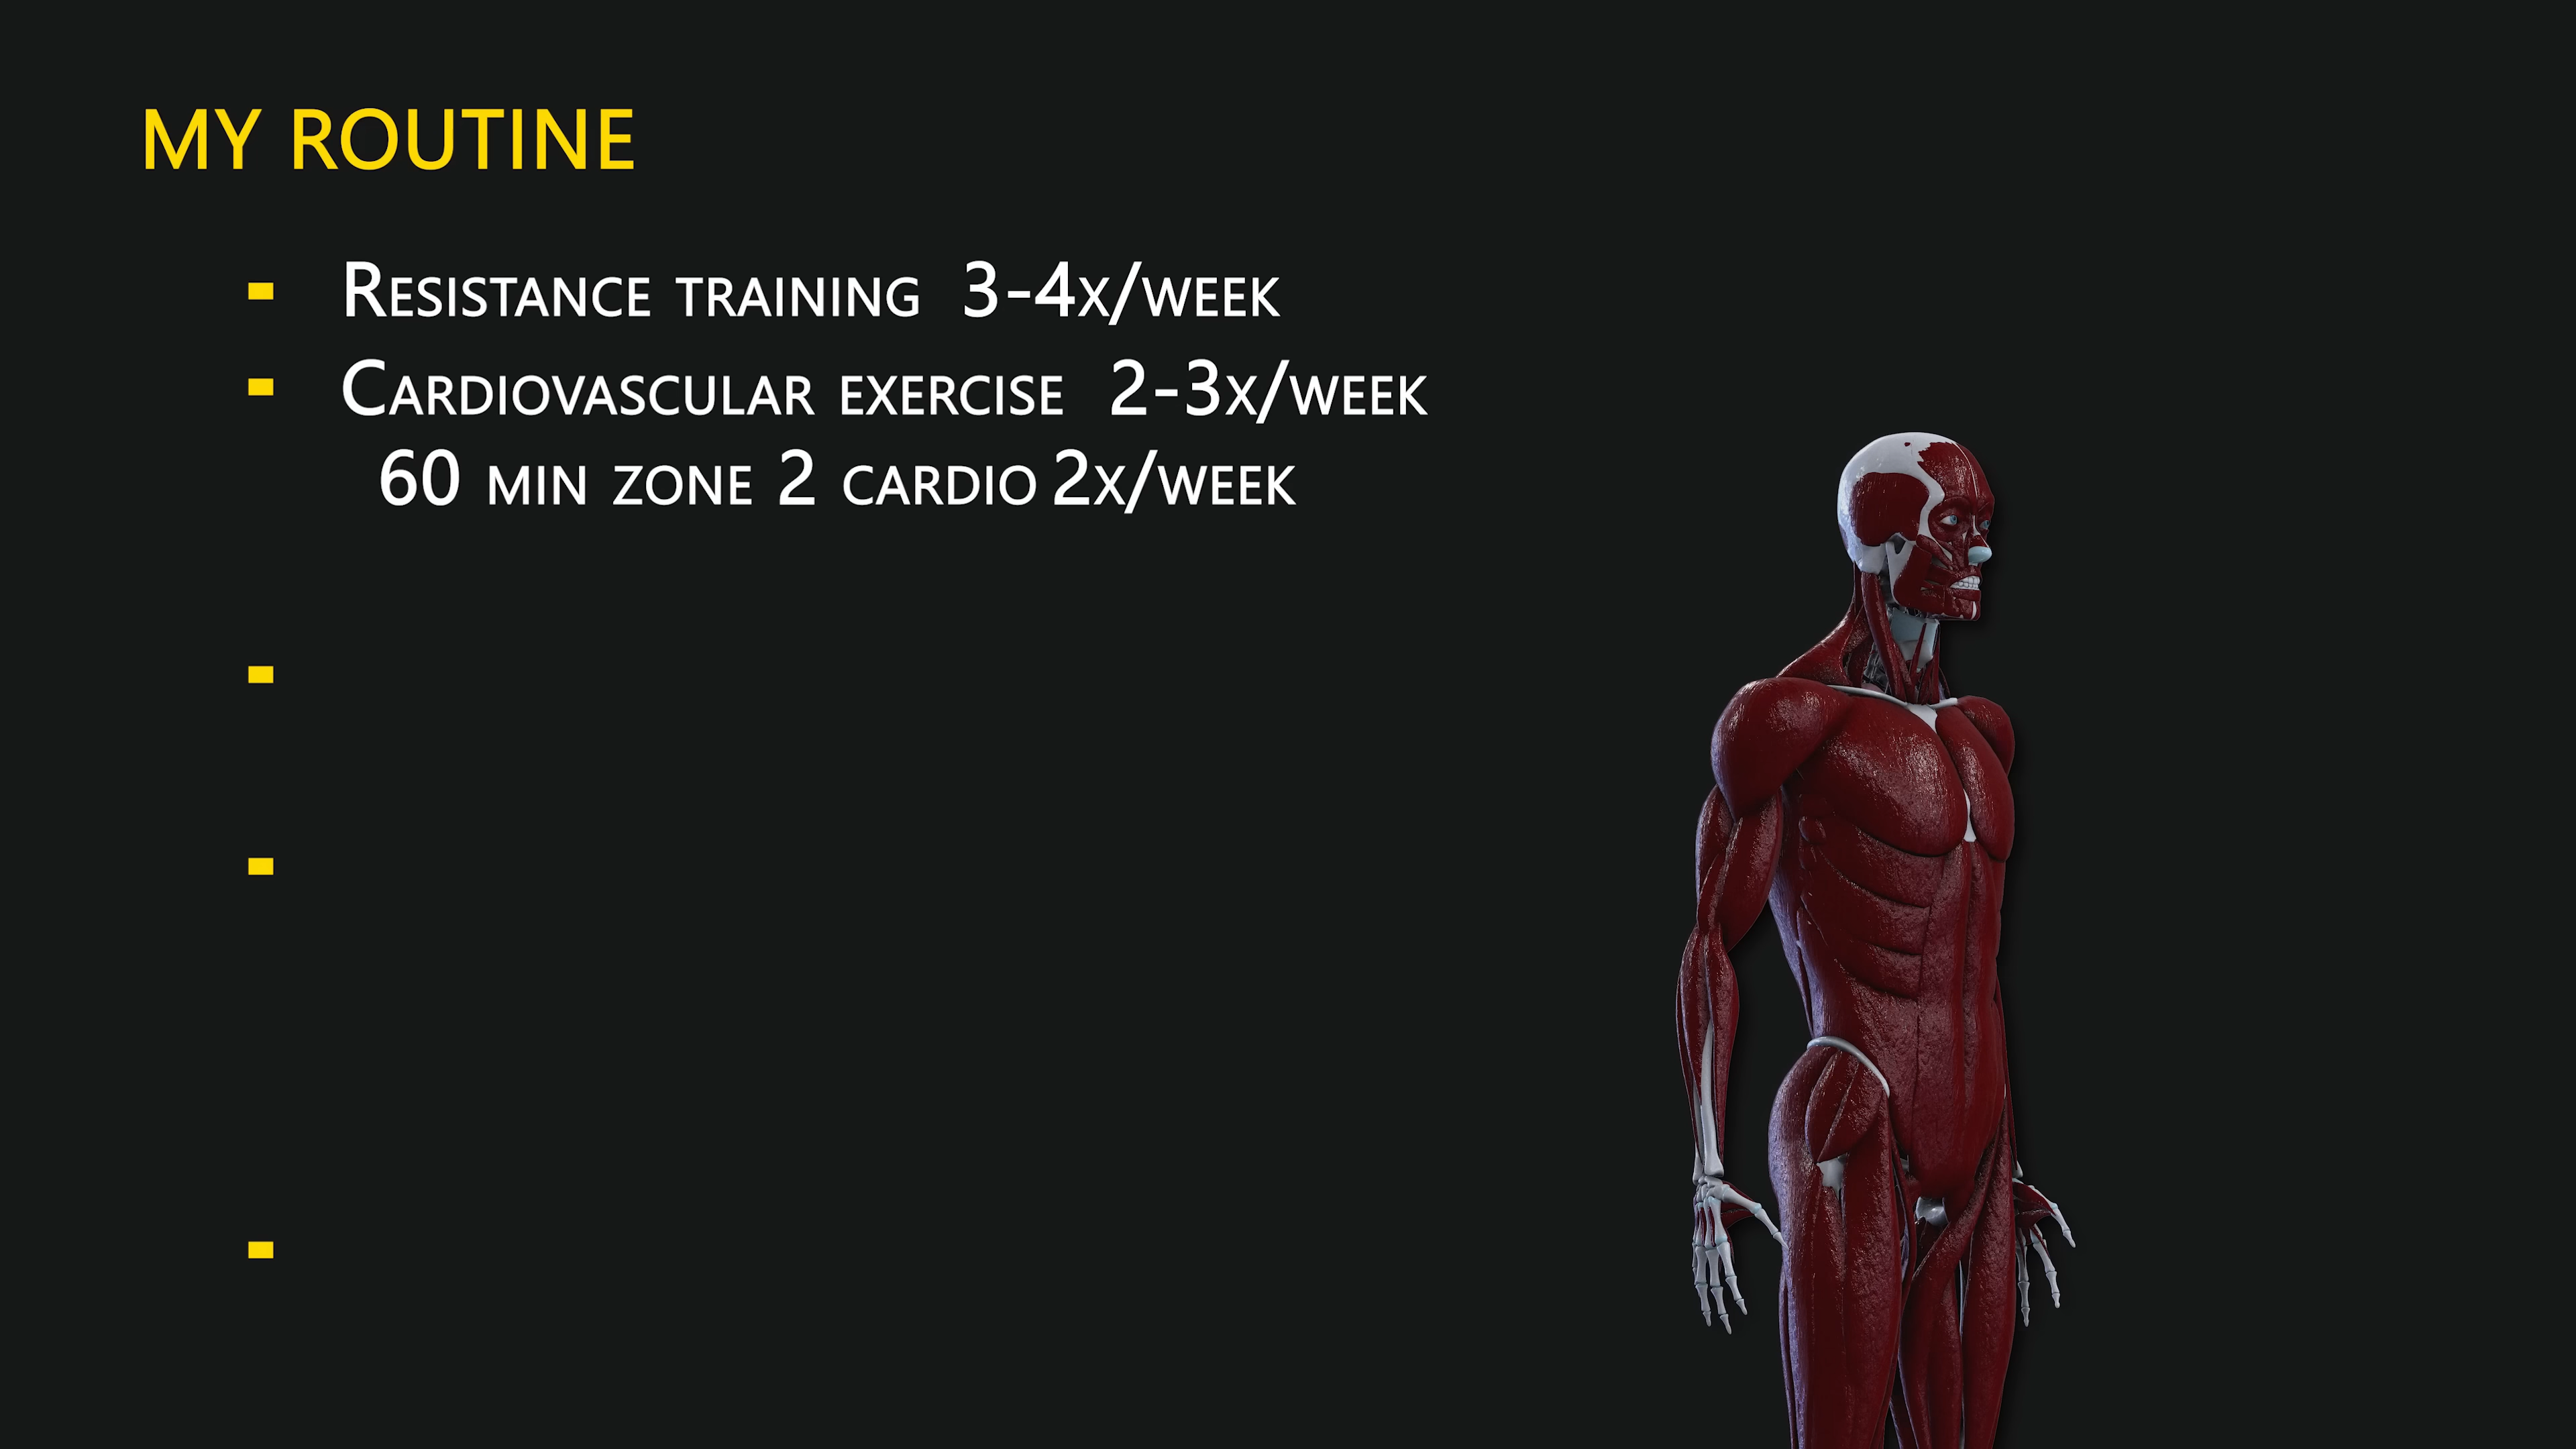 MY ROUTINE
Resistance training 3-4x/week
Cardiovascular exercise 2-3x/week
60 min zone 2 cardio 2x/week